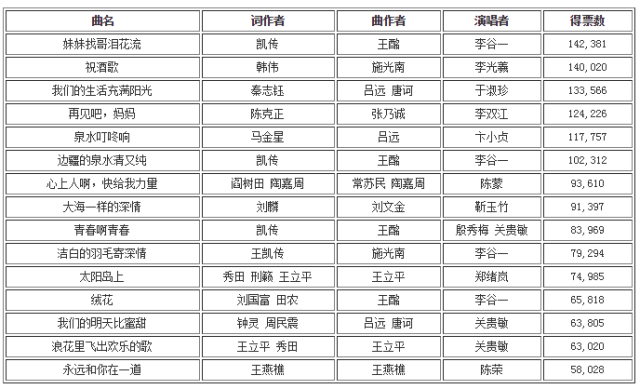 曲名 词作者 曲作者 演唱者 得票数
妹妹找哥泪花流 凯传 王酩 李谷一 142,381
祝酒歌 韩伟 施光南 李光羲 140,020
我们的生活充满阳光 秦志钰 吕远 唐诃 于淑珍 133,566
再见吧，妈妈 陈克正 张乃诚 李双江 124,226
泉水叮咚响 马金星 吕远 卞小贞 117,757
边疆的泉水清又纯 凯传 王酩 李谷一 102,312
心上人啊，快给我力量 阎树田 陶嘉周 常苏民 陶嘉周 陈蒙 93,610
大海一样的深情 刘麟 刘文金 靳玉竹 91,397
青春啊青春 凯传 王酩 殷秀梅 关贵敏 83,969
洁白的羽毛寄深情 王凯传 施光南 李谷一 79,294
太阳岛上 秀田 邢籁 王立平 王立平 郑绪岚 74,985
绒花 刘国富 田农 王酩 李谷一 65,818
我们的明天比蜜甜 钟灵 周民震 吕远 唐诃 关贵敏 63,805
浪花里飞出欢乐的歌 王立平 秀田 王立平 关贵敏 63,020
永远和你在一道 王燕樵 王燕樵 陈荣 58,028